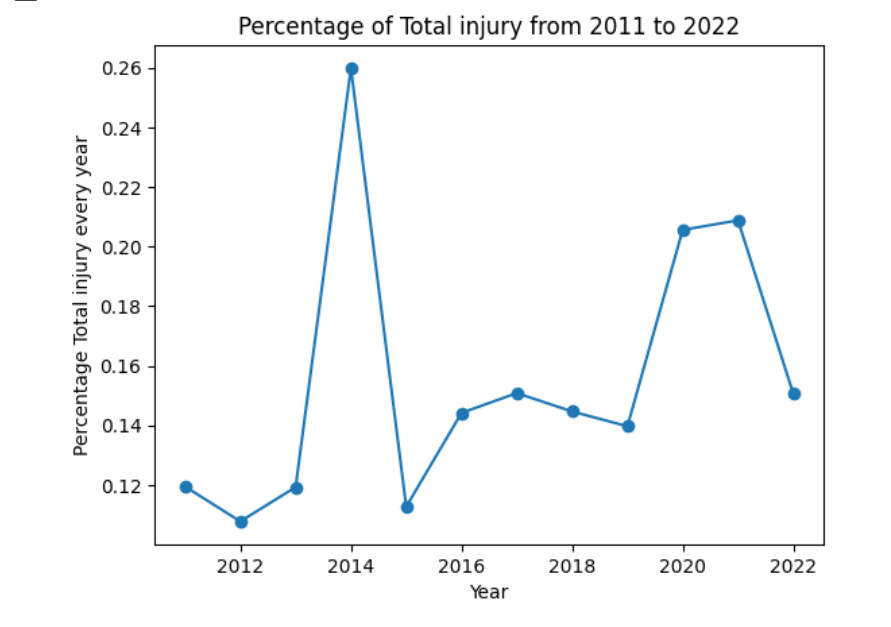 Percentage of Total injury from 2011 to 2022
Percentage Total injury every year
0.26
0.24
0.22
0.20
0.18
0.16
0.14
0.12
2012 2014 2016 2018 2020 2022
Year